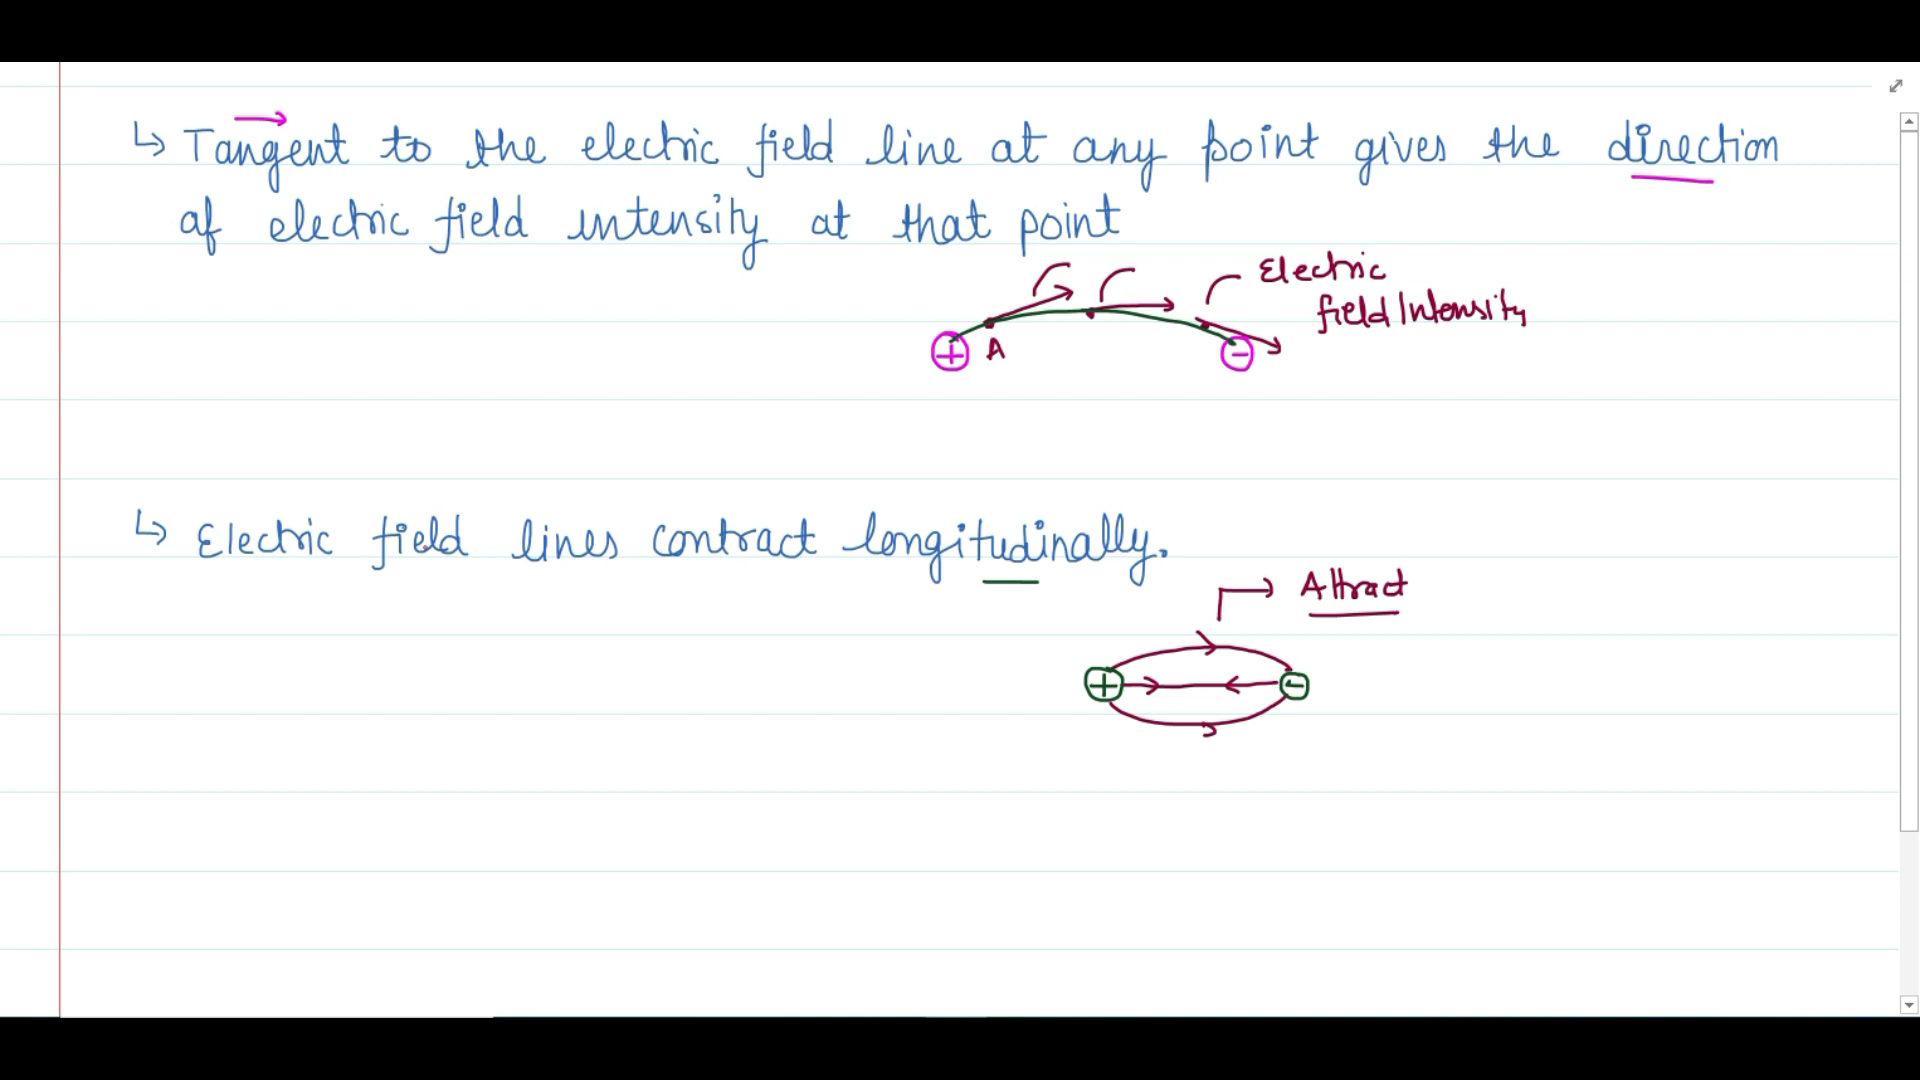 ↳ Tangent to the electric field line at any point gives the direction
of electric field intensity at that point
Electric
field Intensity
+ A -
↳ Electric field lines contract longitudinally.
Attract
+ -